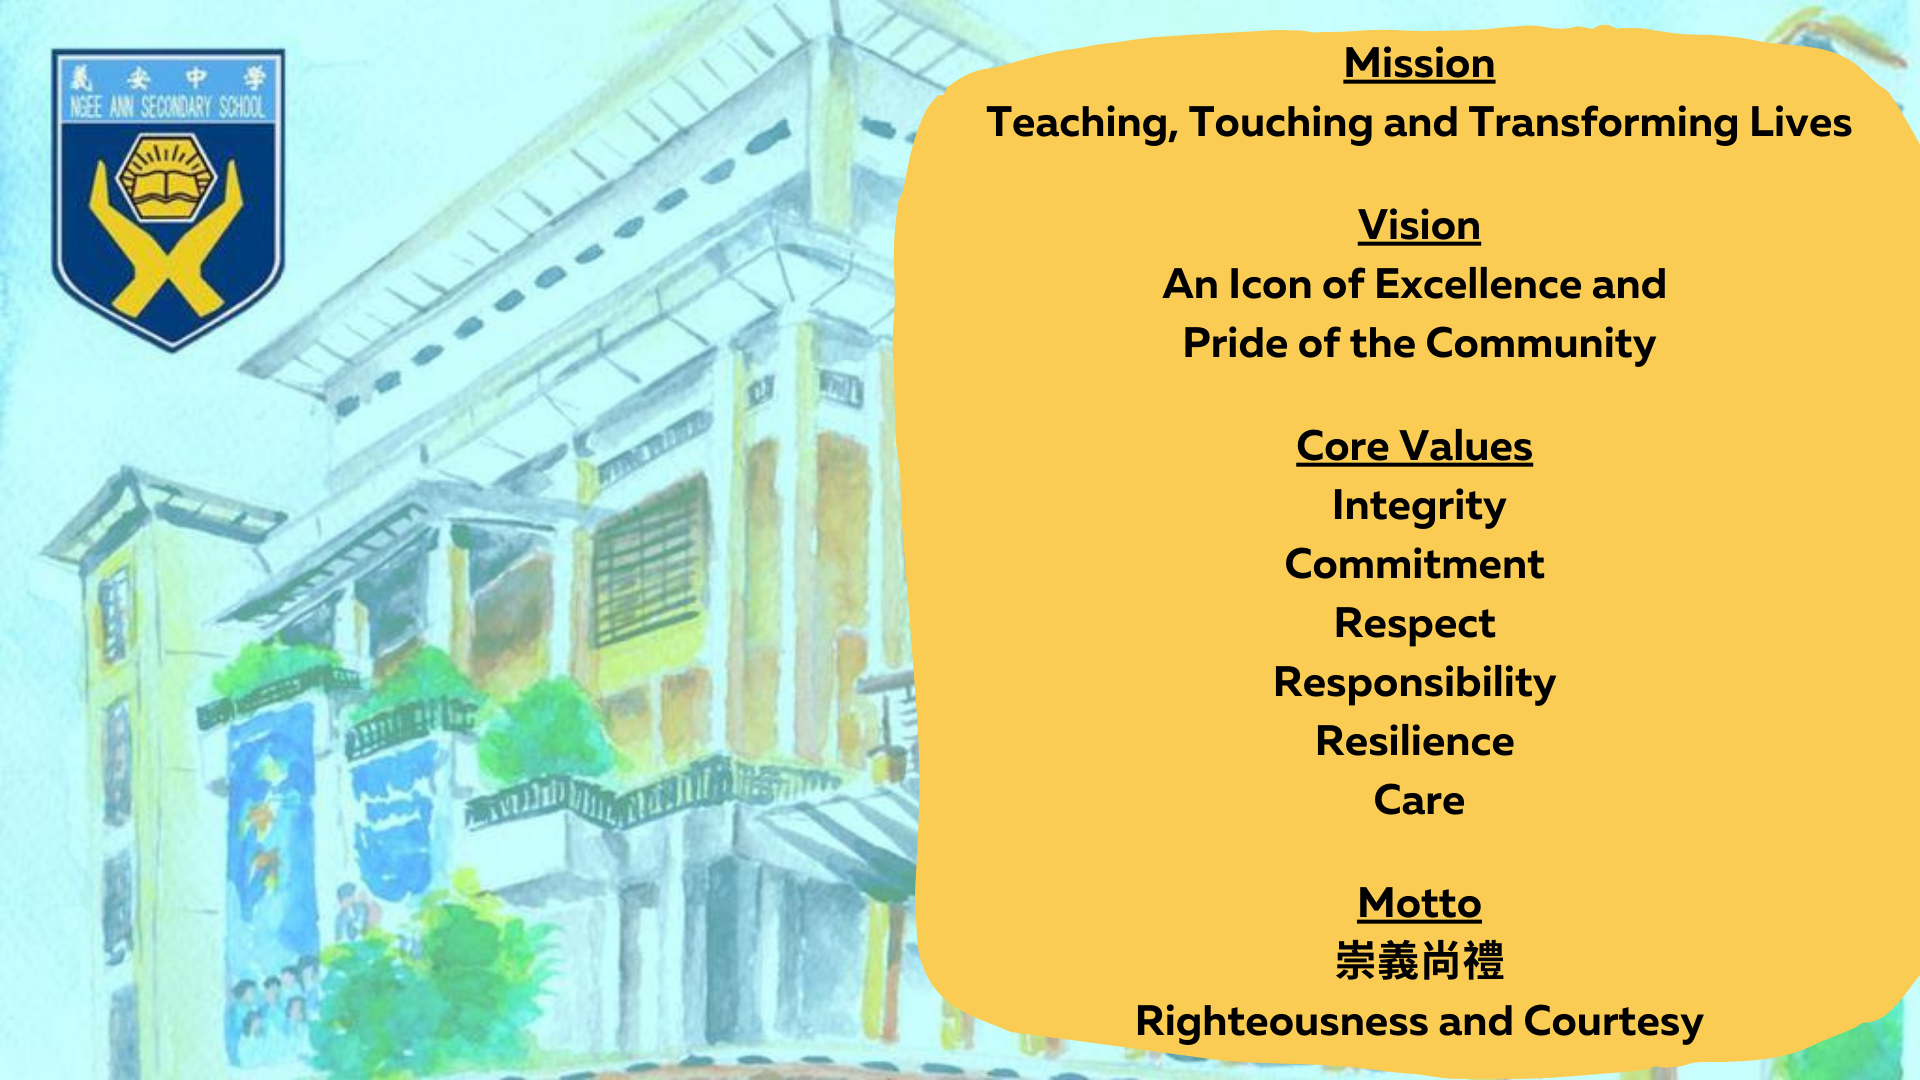 義安中学
NGEE ANN SECONDARY SCHOOL
Mission
Teaching, Touching and Transforming Lives
Vision
An Icon of Excellence and
Pride of the Community
Core Values
Integrity
Commitment
Respect
Responsibility
Resilience
Care
Motto
崇義尚禮
Righteousness and Courtesy